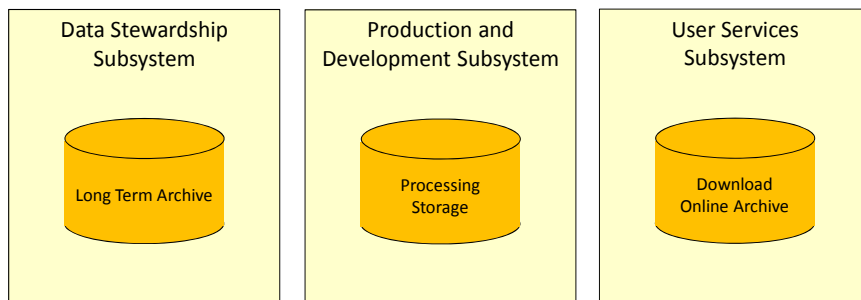 Data Stewardship
Subsystem
Long Term Archive
Production and
Development Subsystem
Processing
Storage
User Services
Subsystem
Download
Online Archive